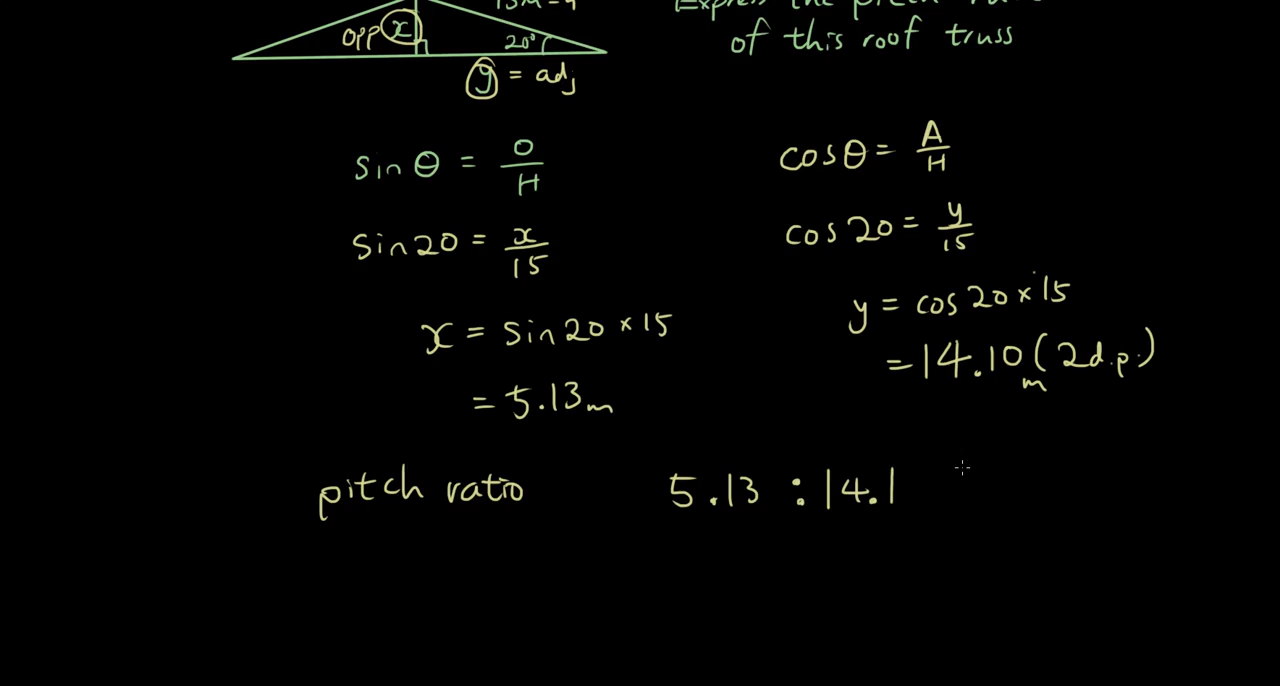 of this roof truss
opp x
20°
y = adj
sin θ = O/H
cos θ = A/H
sin 20 = x/15
cos 20 = y/15
x = sin 20 × 15
y = cos 20 × 15
= 5.13m
= 14.10 (2d.p.)
m
pitch ratio 5.13 : 14.1